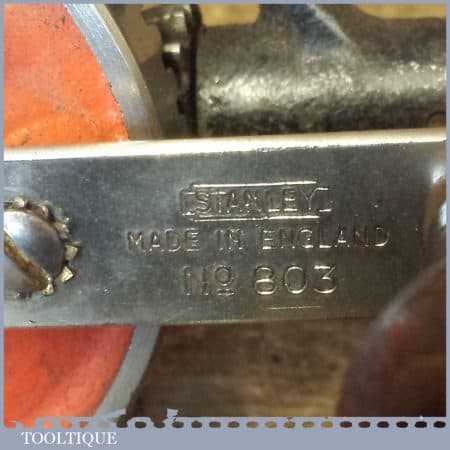 STANLEY
MADE IN ENGLAND
No 803
TOOLTIQUE